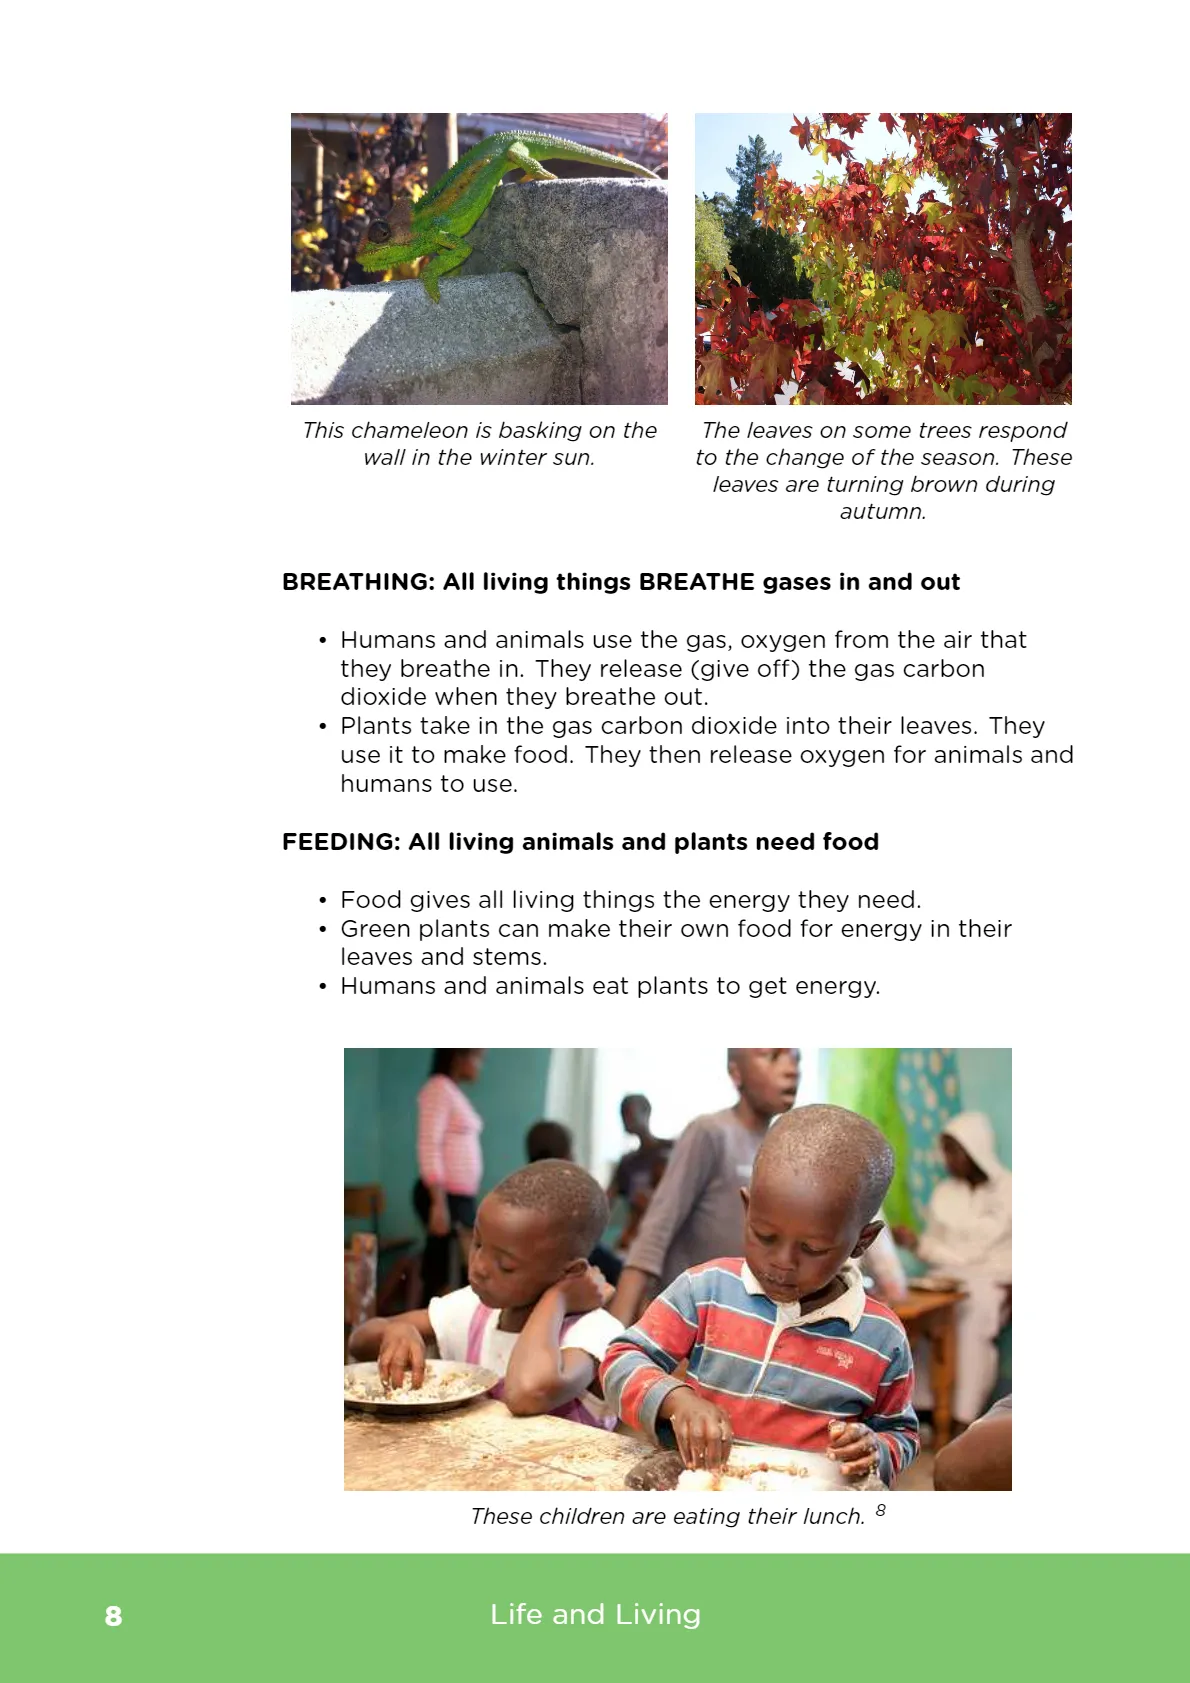 This chameleon is basking on the
wall in the winter sun.
The leaves on some trees respond
to the change of the season. These
leaves are turning brown during
autumn.
BREATHING: All living things BREATHE gases in and out
• Humans and animals use the gas, oxygen from the air that
they breathe in. They release (give off) the gas carbon
dioxide when they breathe out.
• Plants take in the gas carbon dioxide into their leaves. They
use it to make food. They then release oxygen for animals and
humans to use.
FEEDING: All living animals and plants need food
• Food gives all living things the energy they need.
• Green plants can make their own food for energy in their
leaves and stems.
• Humans and animals eat plants to get energy.
These children are eating their lunch. 8
8
Life and Living